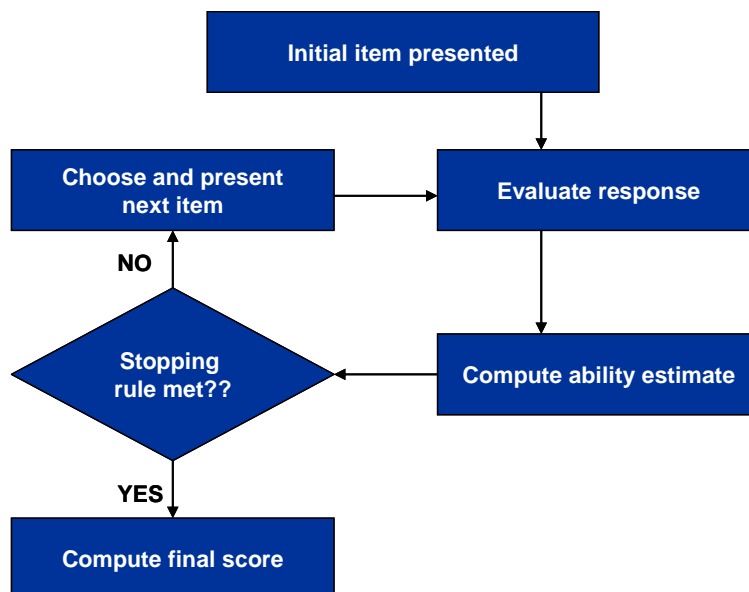 Initial item presented
Choose and present
next item
Evaluate response
NO
Stopping
rule met??
Compute ability estimate
YES
Compute final score